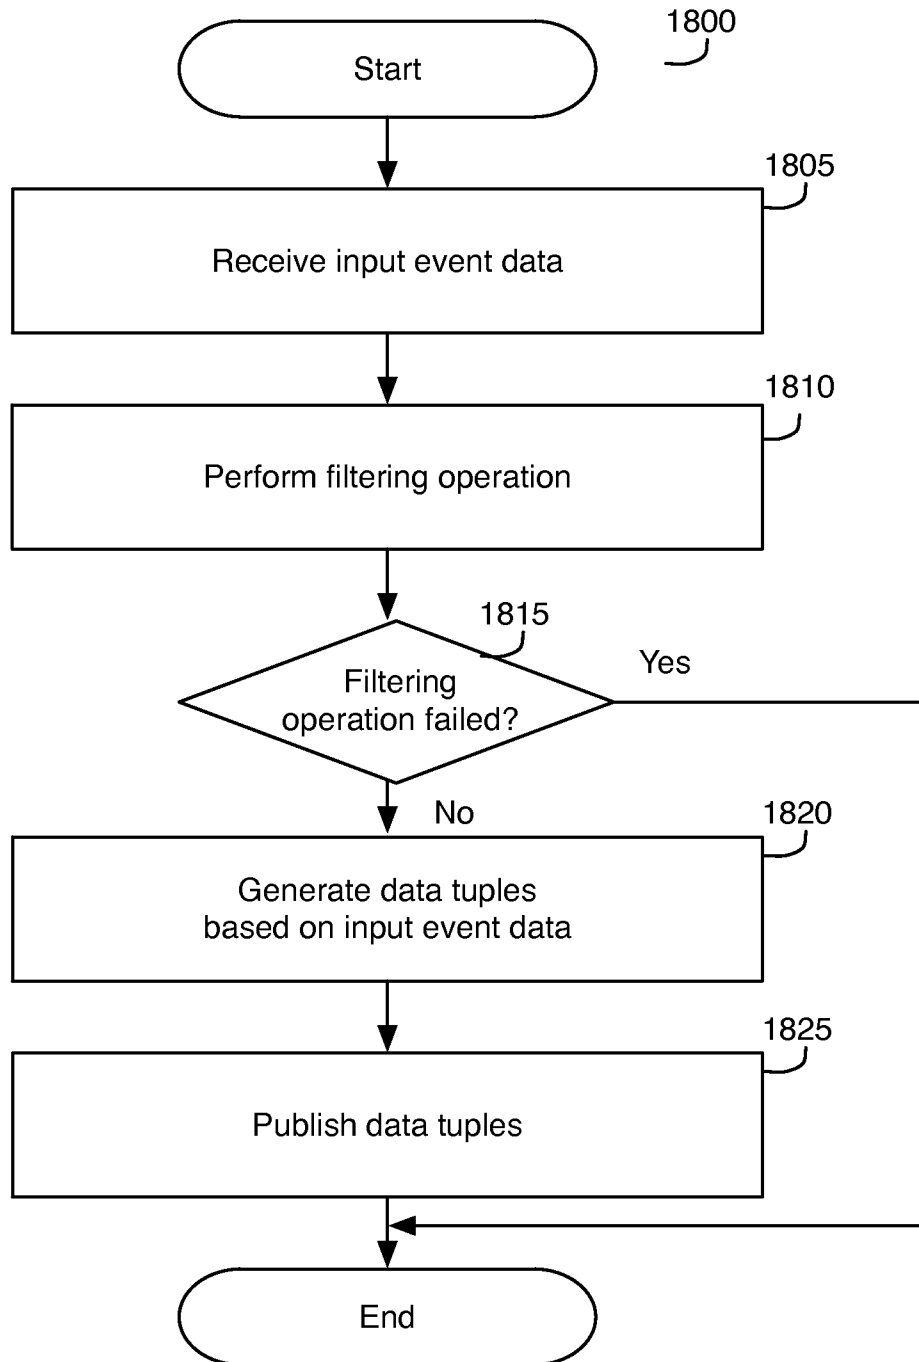 1800
Start
1805
Receive input event data
1810
Perform filtering operation
1815
Filtering
operation failed?
Yes
No
1820
Generate data tuples
based on input event data
1825
Publish data tuples
End